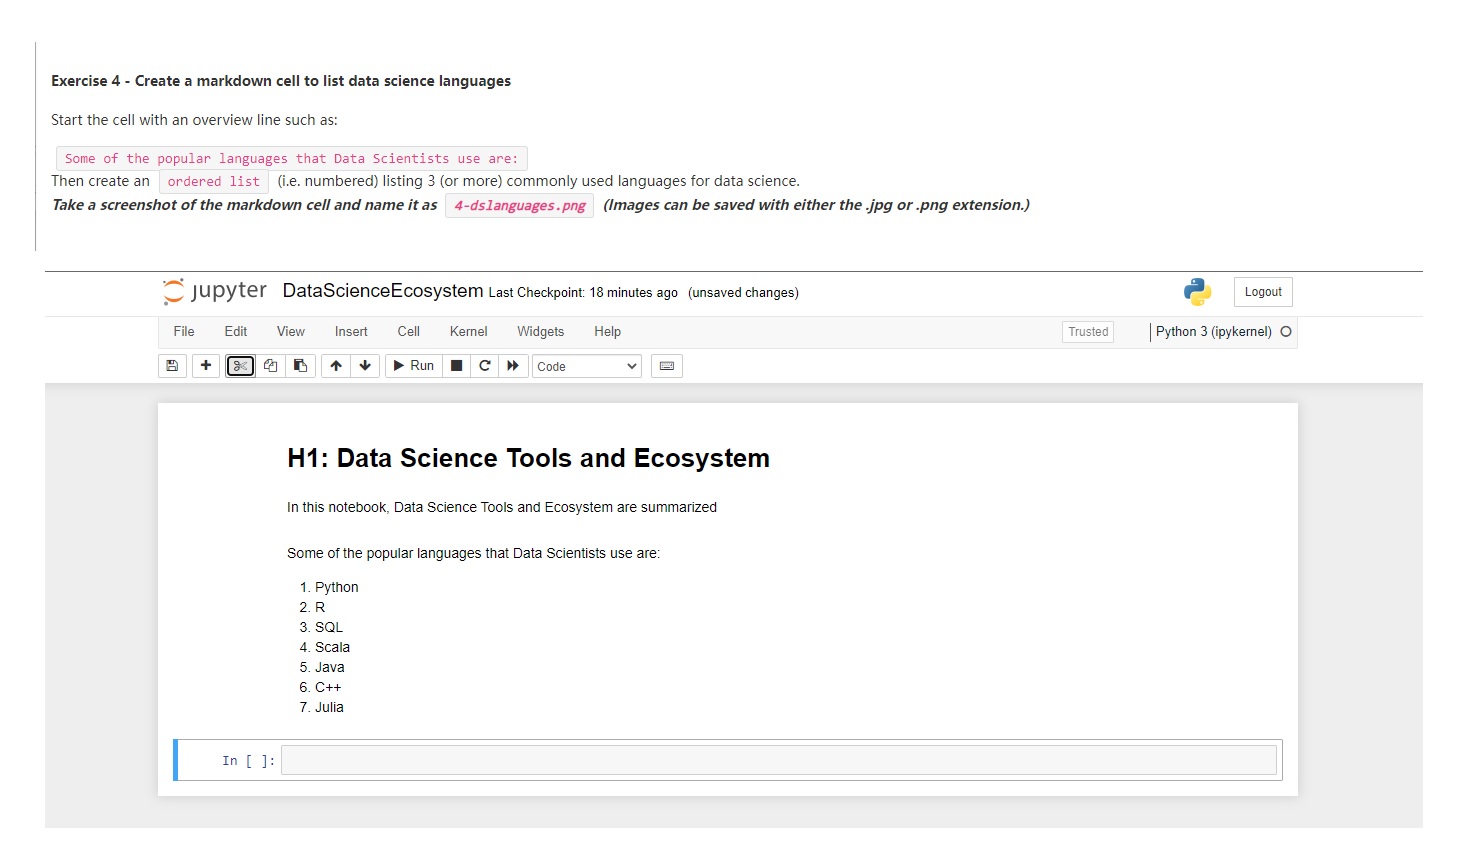 Exercise 4 - Create a markdown cell to list data science languages
Start the cell with an overview line such as:
Some of the popular languages that Data Scientists use are:
Then create an ordered list (i.e. numbered) listing 3 (or more) commonly used languages for data science.
Take a screenshot of the markdown cell and name it as 4-dslanguages.png (Images can be saved with either the .jpg or .png extension.)
jupyter DataScienceEcosystem Last Checkpoint: 18 minutes ago (unsaved changes) Logout
File Edit View Insert Cell Kernel Widgets Help Trusted Python 3 (ipykernel)
Run Code
H1: Data Science Tools and Ecosystem
In this notebook, Data Science Tools and Ecosystem are summarized
Some of the popular languages that Data Scientists use are:
1. Python
2. R
3. SQL
4. Scala
5. Java
6. C++
7. Julia
In [ ]: